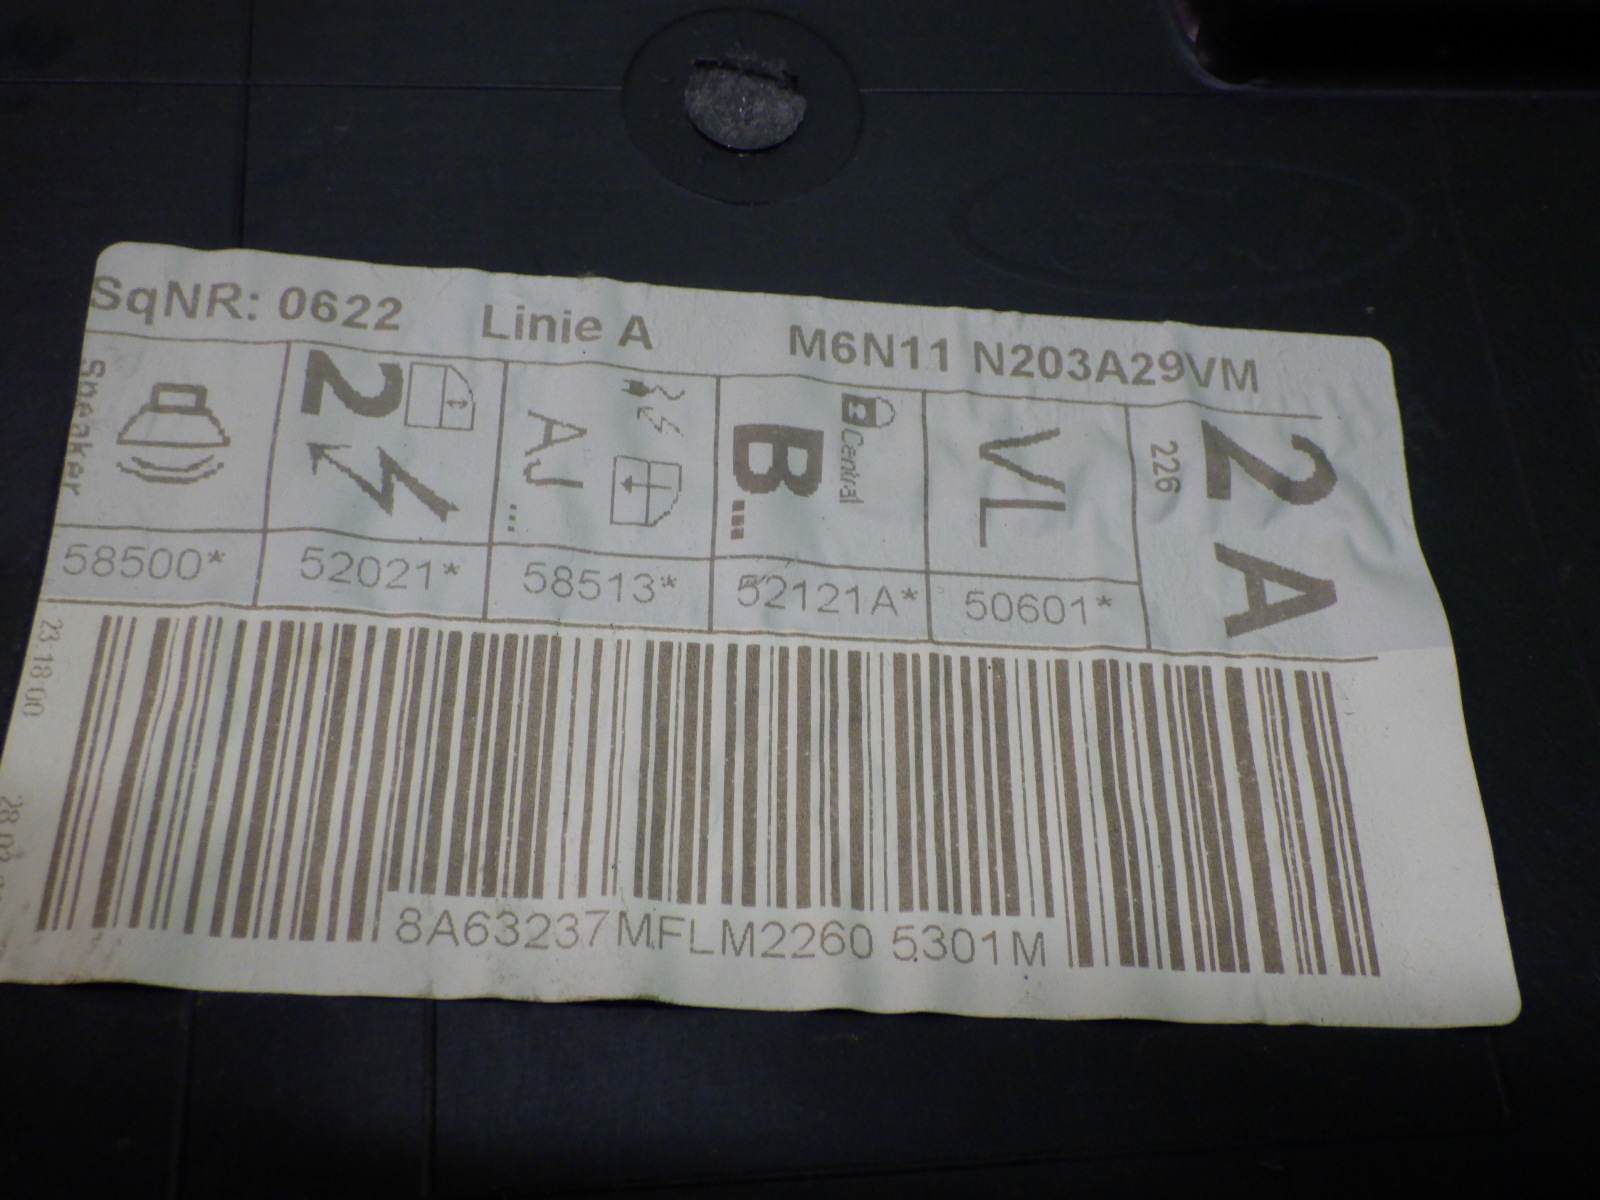 SqNR: 0622 Linie A M6N11 N203A29VM
Speaker
2
AJ
...
B...
Central
VL
226
2A
58500* 52021* 58513* 52121A* 50601*
23:18:00
8A63237MFLM2260 5301M